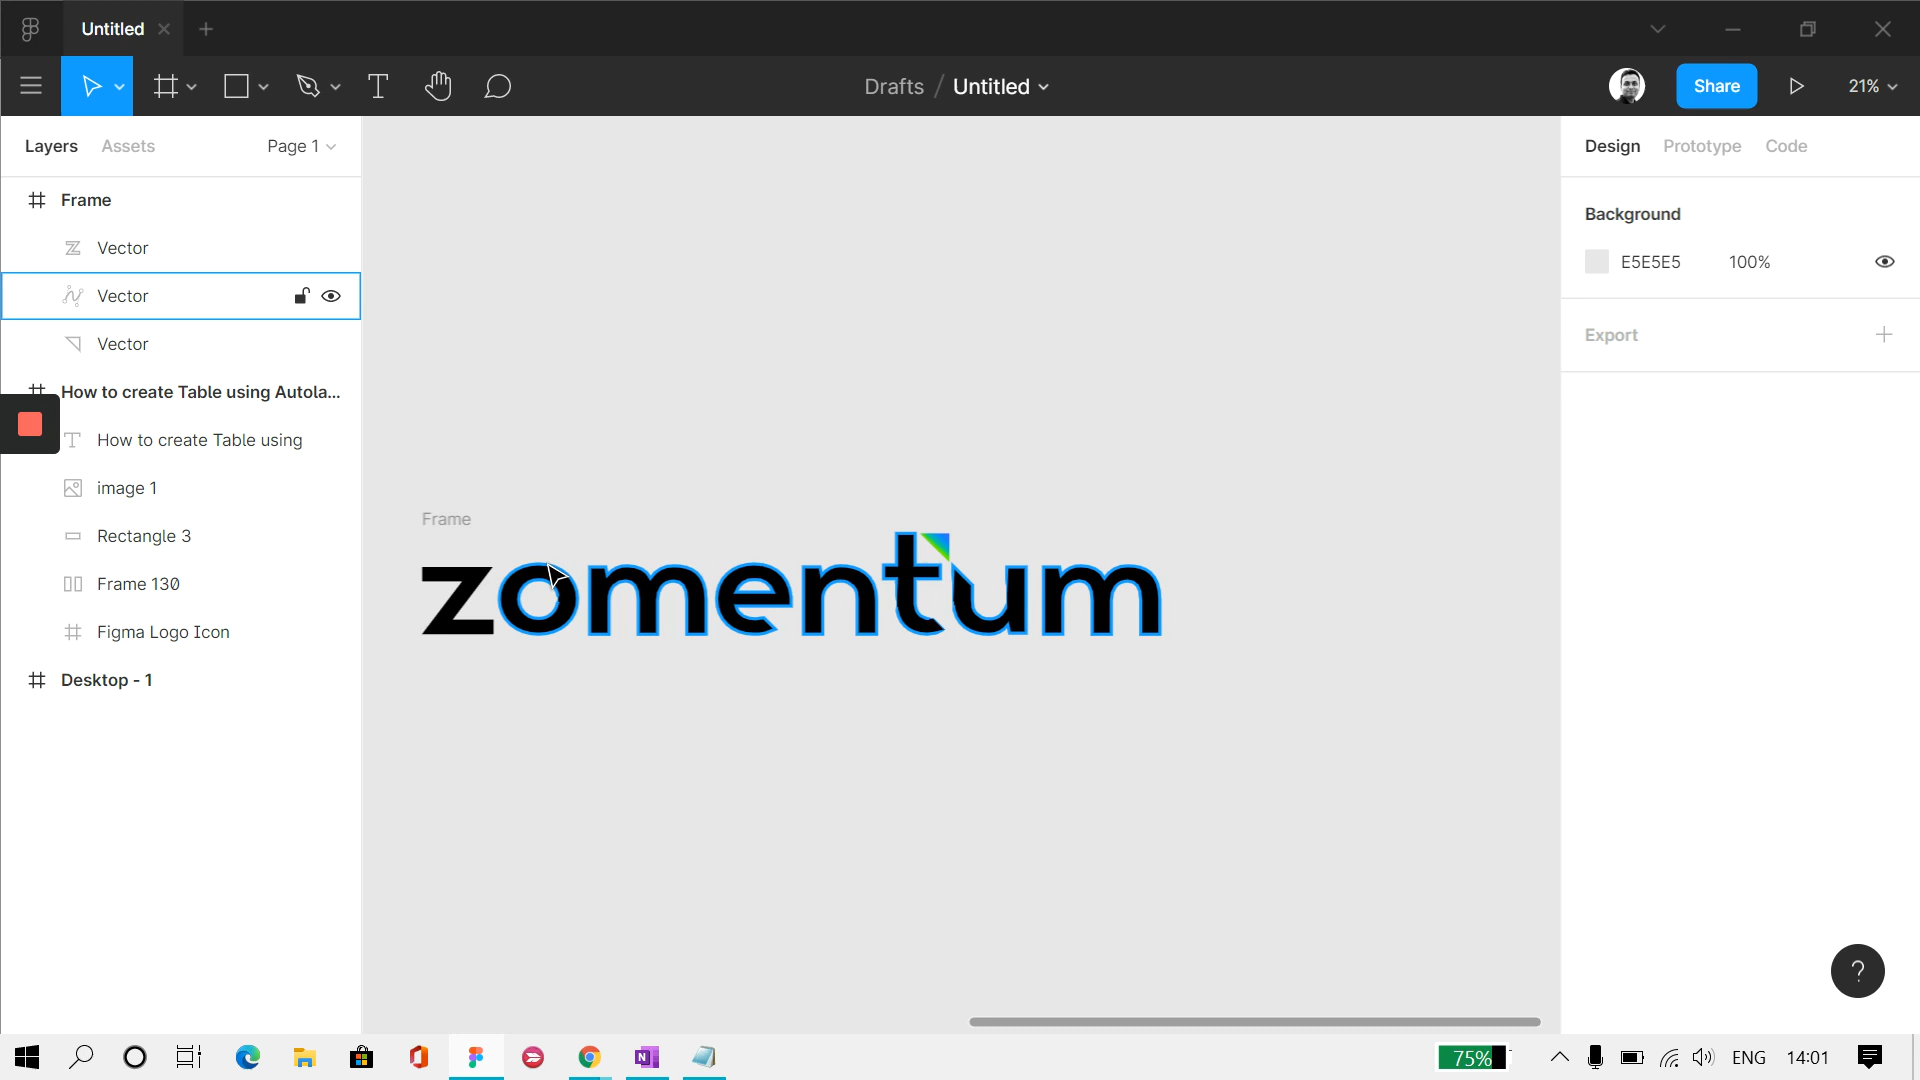 Untitled
Drafts / Untitled
Share
21%
Layers
Assets
Page 1
Frame
Vector
Vector
Vector
How to create Table using Autola...
How to create Table using
image 1
Rectangle 3
Frame 130
Figma Logo Icon
Desktop - 1
Frame
zomentum
Design
Prototype
Code
Background
E5E5E5
100%
Export
?
75%
ENG
14:01